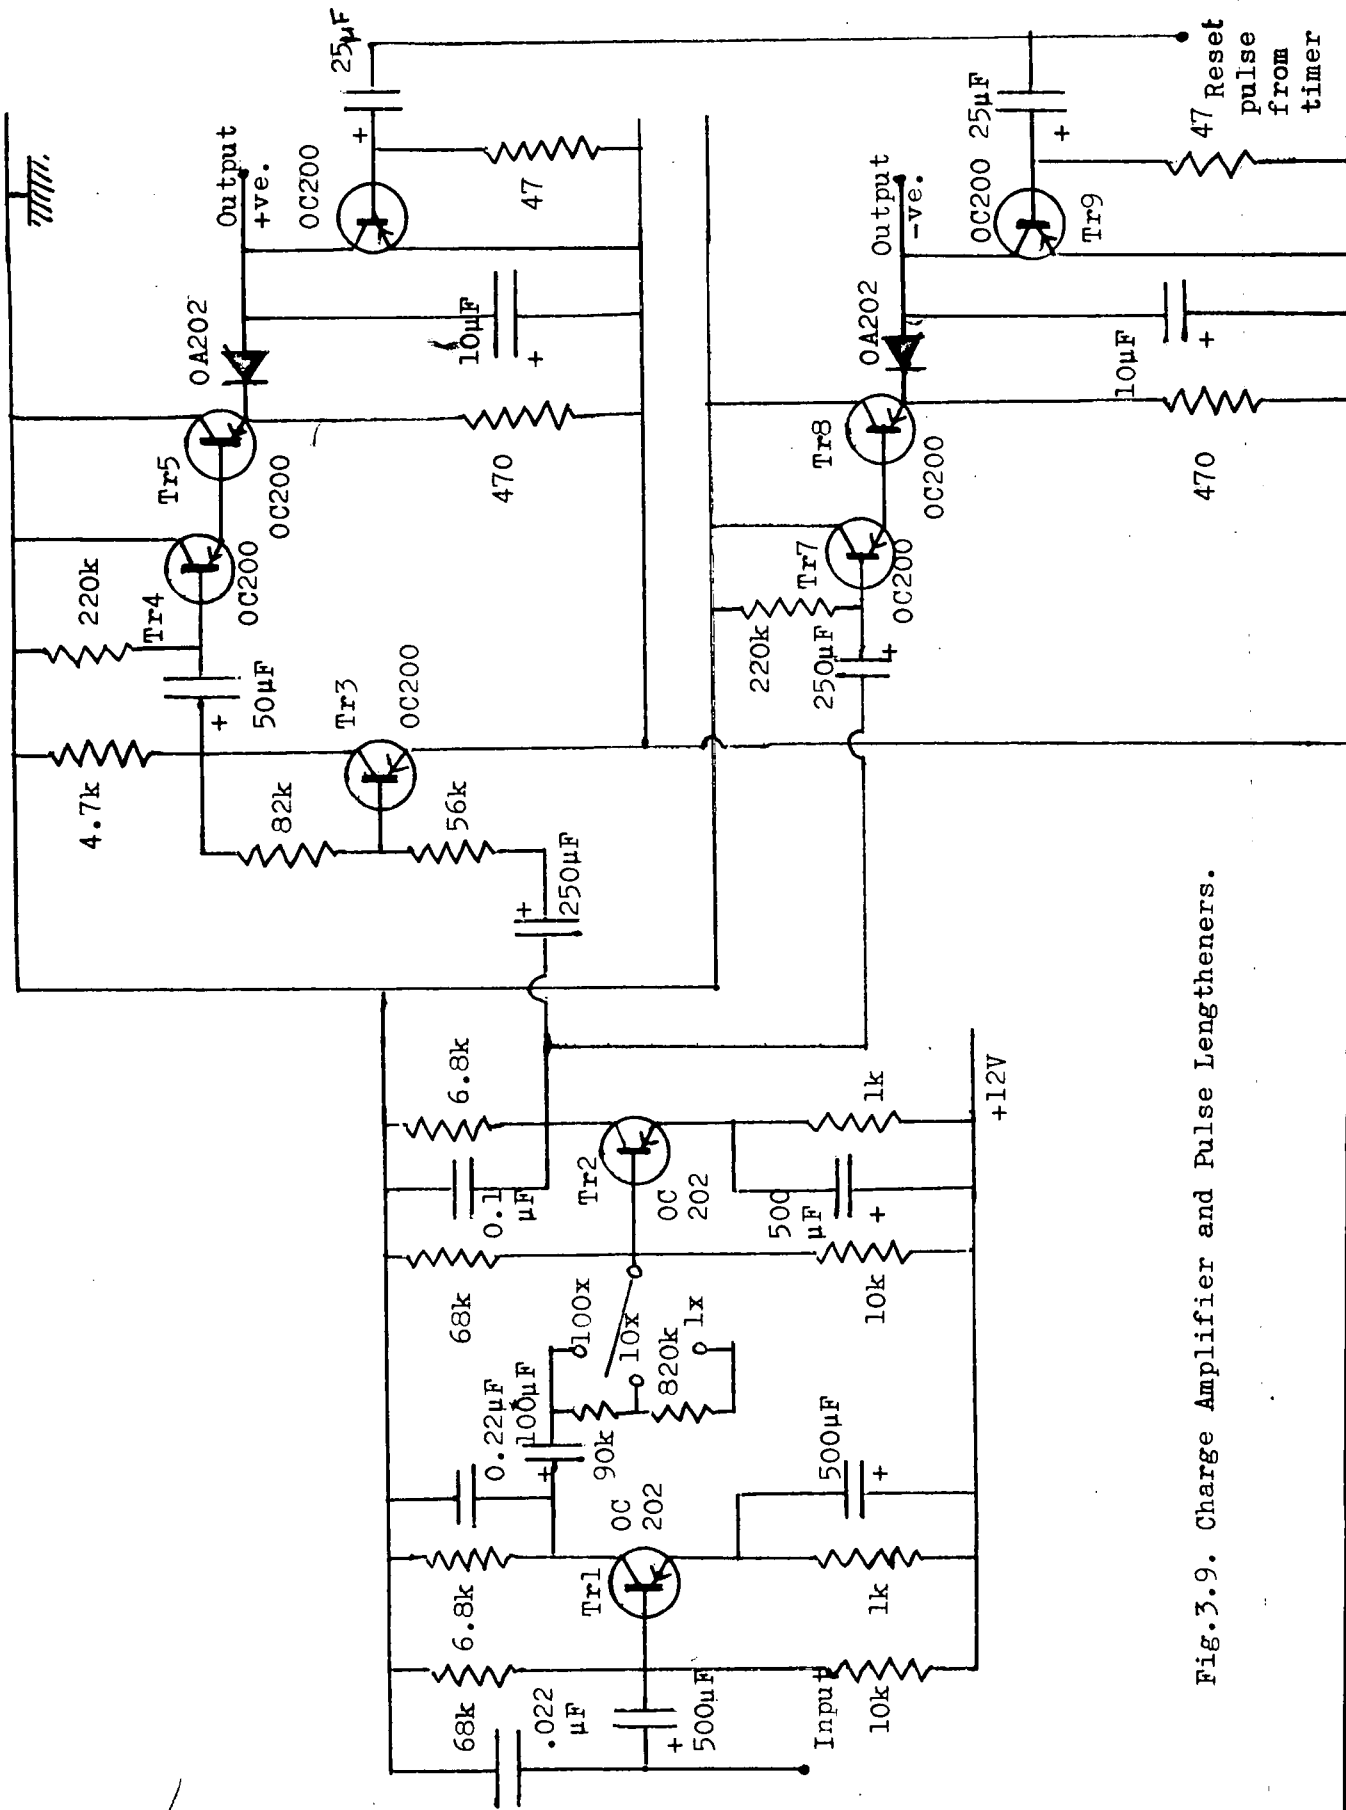 4.7k
220k
Tr4
50µF
+
82k
Tr3
OC200
56k
250µF
+
OC200
Tr5
OC200
OA202
Output
+ve.
470
10µF
+
OC200
25µF
+
47
220k
250µF
+
Tr7
OC200
Tr8
OC200
OA202
Output
-ve.
470
10µF
+
OC200
Tr9
25µF
+
47
Reset
pulse
from
timer
68k
.022
µF
+
500µF
Input
10k
6.8k
Tr1
OC
202
1k
500µF
+
0.22µF
100µF
+
90k
100x
10x
820k
1x
68k
10k
0.1
µF
6.8k
Tr2
OC
202
500
µF
+
1k
+12V
Fig.3.9. Charge Amplifier and Pulse Lengtheners.